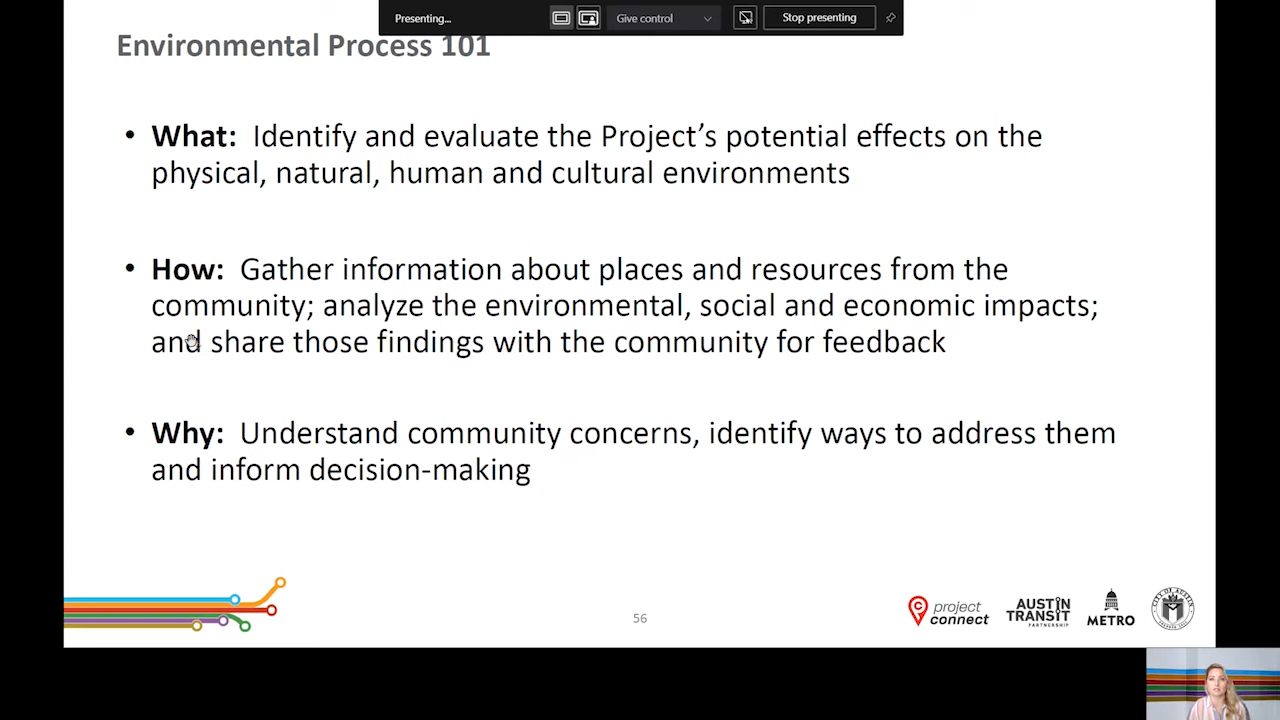 Presenting...
Give control
Stop presenting
Environmental Process 101
• What: Identify and evaluate the Project’s potential effects on the
physical, natural, human and cultural environments
• How: Gather information about places and resources from the
community; analyze the environmental, social and economic impacts;
and share those findings with the community for feedback
• Why: Understand community concerns, identify ways to address them
and inform decision-making
56
project
connect
AUSTIN
TRANSIT
PARTNERSHIP
METRO
CITY OF AUSTIN